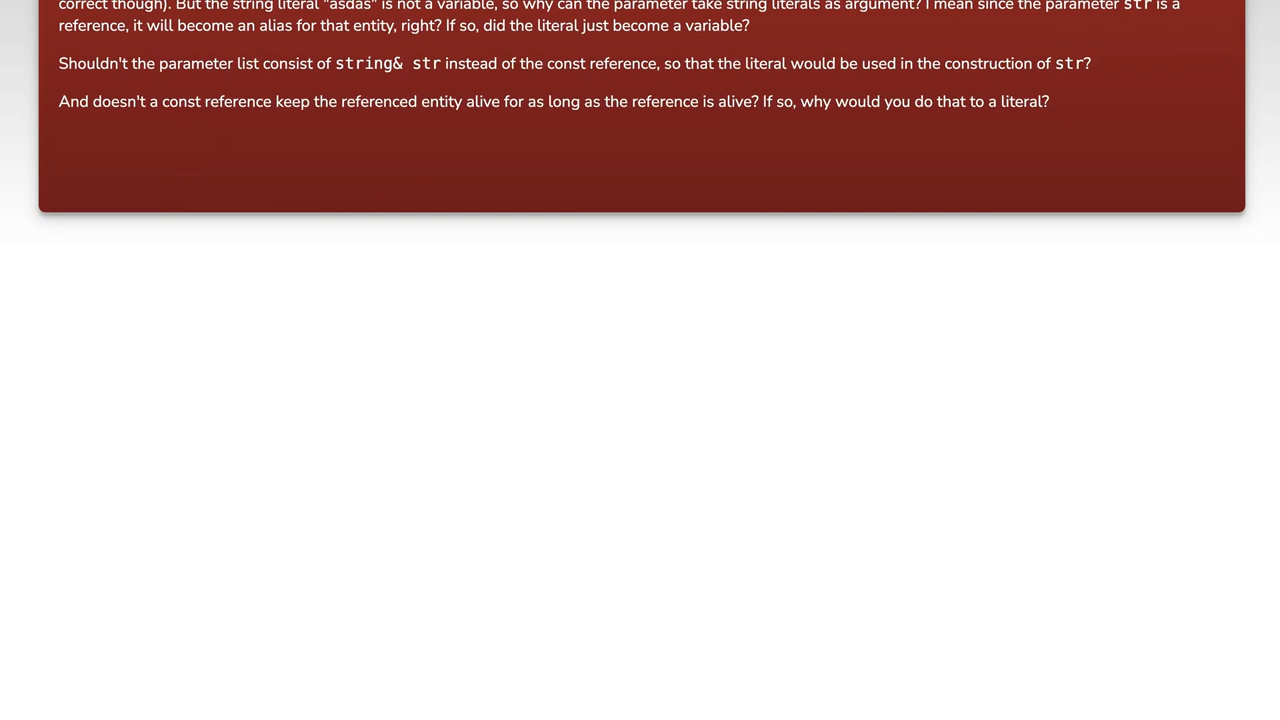 correct though). But the string literal "asdas" is not a variable, so why can the parameter take string literals as argument? I mean since the parameter str is a
reference, it will become an alias for that entity, right? If so, did the literal just become a variable?
Shouldn't the parameter list consist of string& str instead of the const reference, so that the literal would be used in the construction of str?
And doesn't a const reference keep the referenced entity alive for as long as the reference is alive? If so, why would you do that to a literal?